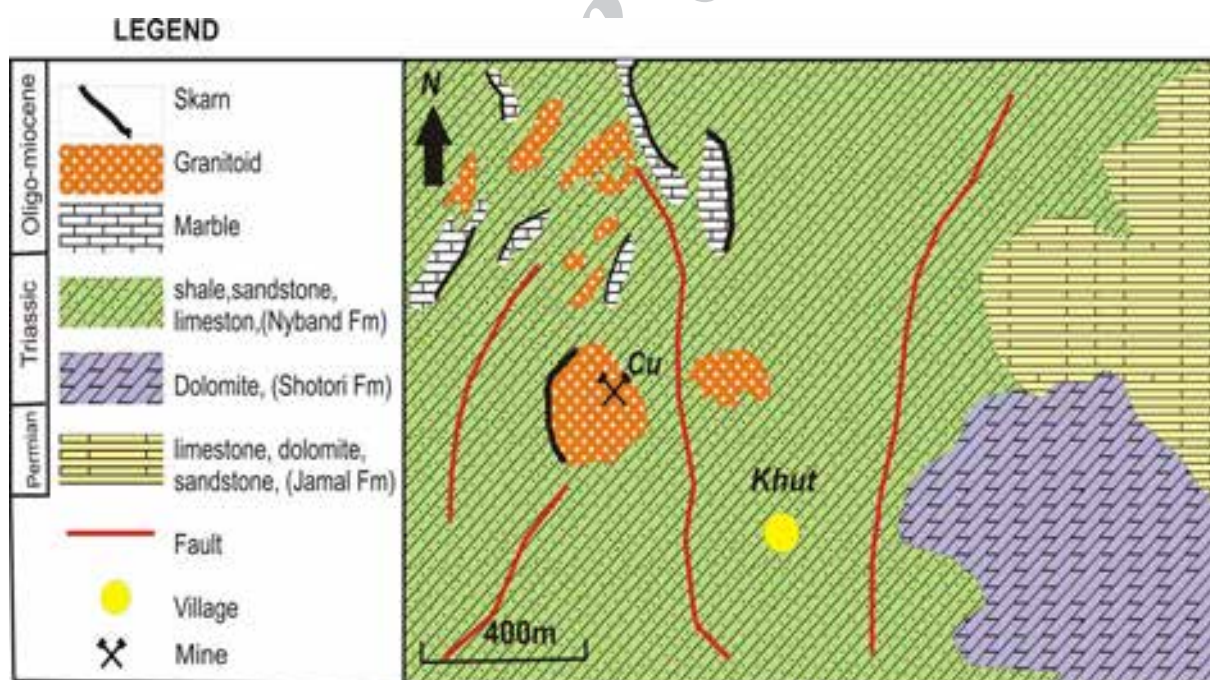 LEGEND
Oligo-miocene
Skarn
Granitoid
Marble
Triassic
shale,sandstone,
limeston,(Nyband Fm)
Dolomite, (Shotori Fm)
Permian
limestone, dolomite,
sandstone, (Jamal Fm)
Fault
Village
Mine
N
Cu
Khut
400m